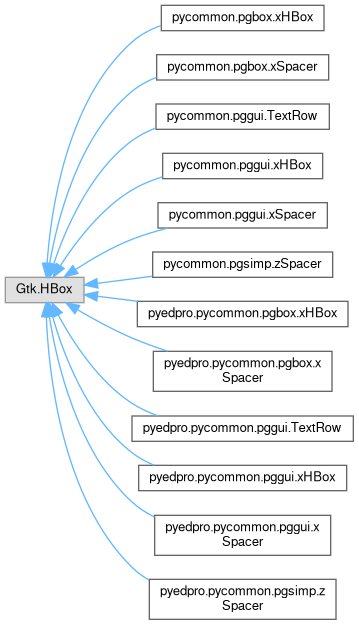 pycommon.pgbox.xHBox
pycommon.pgbox.xSpacer
pycommon.pggui.TextRow
pycommon.pggui.xHBox
pycommon.pggui.xSpacer
pycommon.pgsimp.zSpacer
Gtk.HBox
pyedpro.pycommon.pgbox.xHBox
pyedpro.pycommon.pgbox.x
Spacer
pyedpro.pycommon.pggui.TextRow
pyedpro.pycommon.pggui.xHBox
pyedpro.pycommon.pggui.x
Spacer
pyedpro.pycommon.pgsimp.z
Spacer